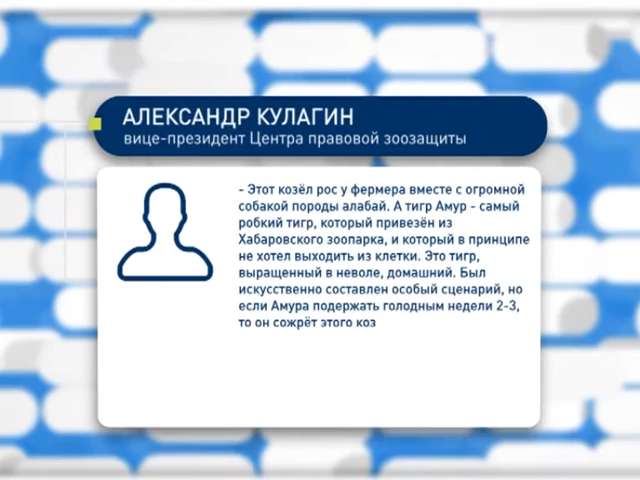 АЛЕКСАНДР КУЛАГИН
вице-президент Центра правовой зоозащиты
- Этот козёл рос у фермера вместе с огромной
собакой породы алабай. А тигр Амур - самый
робкий тигр, который привезён из
Хабаровского зоопарка, и который в принципе
не хотел выходить из клетки. Это тигр,
выращенный в неволе, домашний. Был
искусственно составлен особый сценарий, но
если Амура подержать голодным недели 2-3,
то он сожрёт этого коз